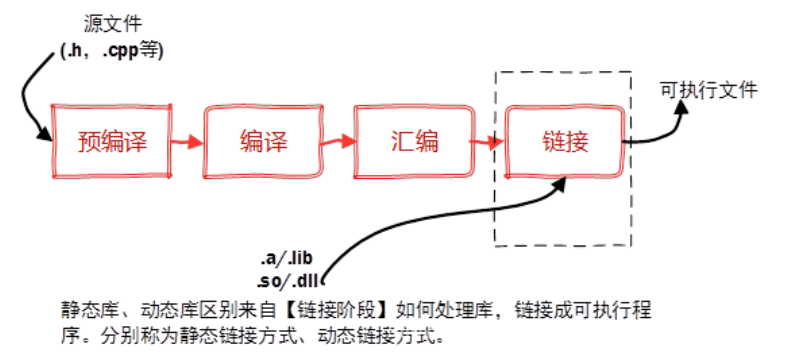 源文件
(.h，.cpp等)
可执行文件
预编译
编译
汇编
链接
.a/.lib
.so/.dll
静态库、动态库区别来自【链接阶段】如何处理库，链接成可执行程
序。分别称为静态链接方式、动态链接方式。